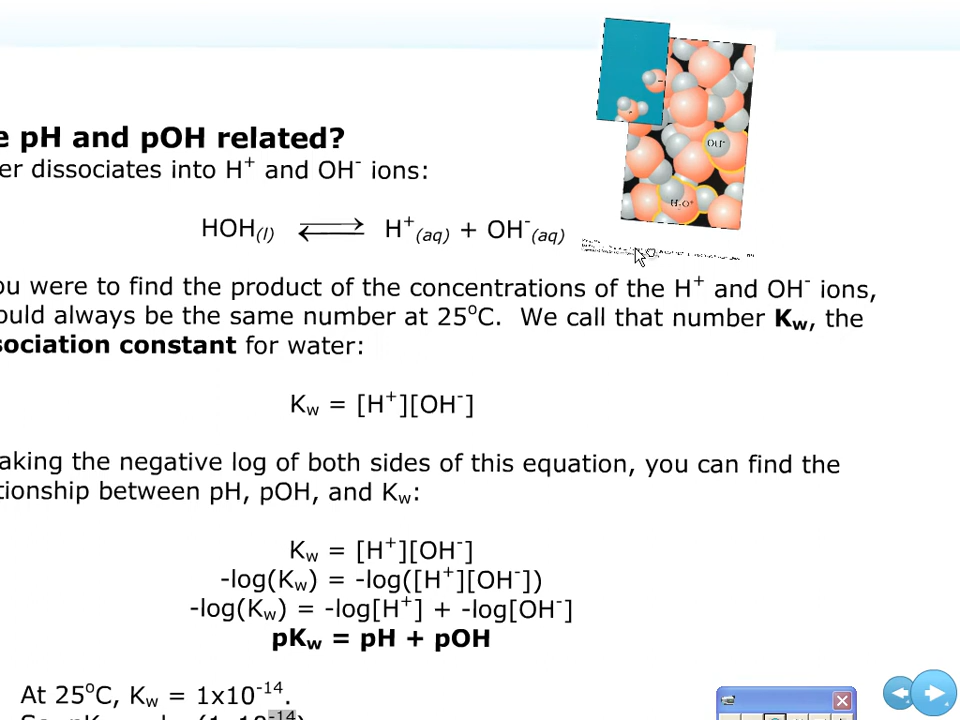 e pH and pOH related?
er dissociates into H⁺ and OH⁻ ions:
HOH(l) ⇌ H⁺(aq) + OH⁻(aq)
OH⁻
H₃O⁺
ou were to find the product of the concentrations of the H⁺ and OH⁻ ions,
ould always be the same number at 25°C. We call that number Kw, the
sociation constant for water:
Kw = [H⁺][OH⁻]
aking the negative log of both sides of this equation, you can find the
tionship between pH, pOH, and Kw:
Kw = [H⁺][OH⁻]
-log(Kw) = -log([H⁺][OH⁻])
-log(Kw) = -log[H⁺] + -log[OH⁻]
pKw = pH + pOH
At 25°C, Kw = 1x10⁻¹⁴.